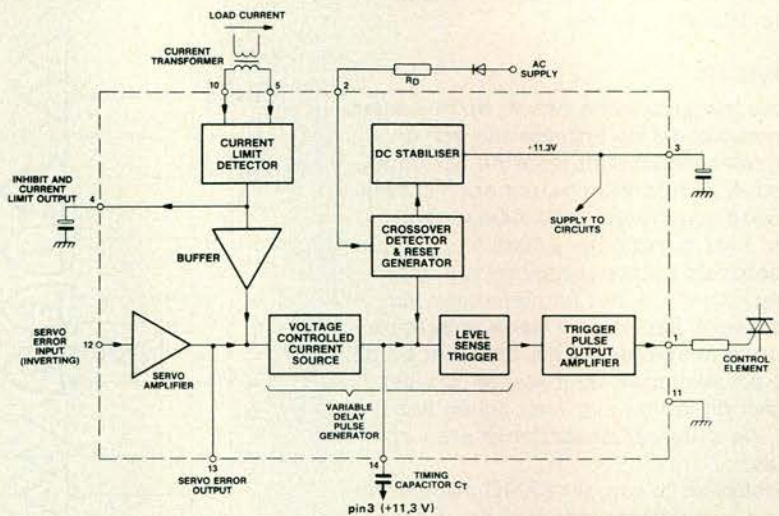 LOAD CURRENT
CURRENT
TRANSFORMER
10
5
2
RD
AC
SUPPLY
CURRENT
LIMIT
DETECTOR
DC STABILISER
+11.3V
3
INHIBIT AND
CURRENT
LIMIT OUTPUT
4
SUPPLY TO
CIRCUITS
BUFFER
CROSSOVER
DETECTOR
& RESET
GENERATOR
SERVO
ERROR
INPUT
(INVERTING)
12
SERVO
AMPLIFIER
VOLTAGE
CONTROLLED
CURRENT
SOURCE
LEVEL
SENSE
TRIGGER
TRIGGER
PULSE
OUTPUT
AMPLIFIER
1
CONTROL
ELEMENT
11
VARIABLE
DELAY
PULSE
GENERATOR
13
SERVO ERROR
OUTPUT
14
TIMING
CAPACITOR CT
pin3 (+11,3 V)